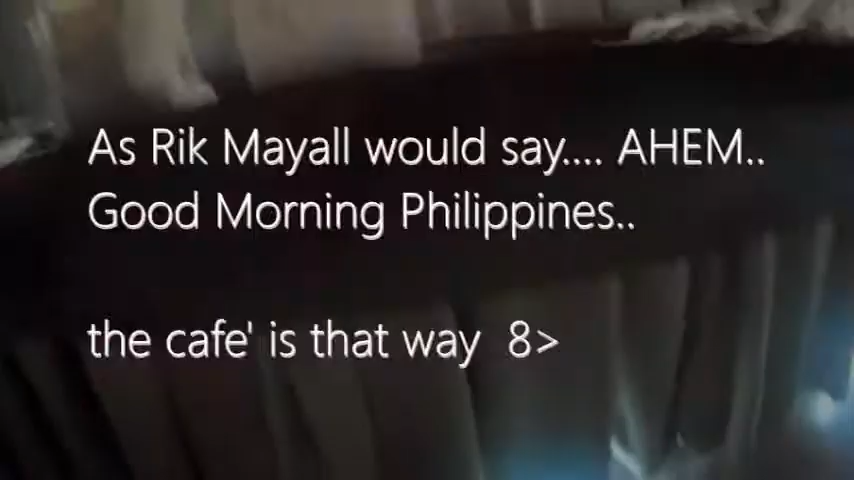 As Rik Mayall would say.... AHEM..
Good Morning Philippines..
the cafe' is that way  8>